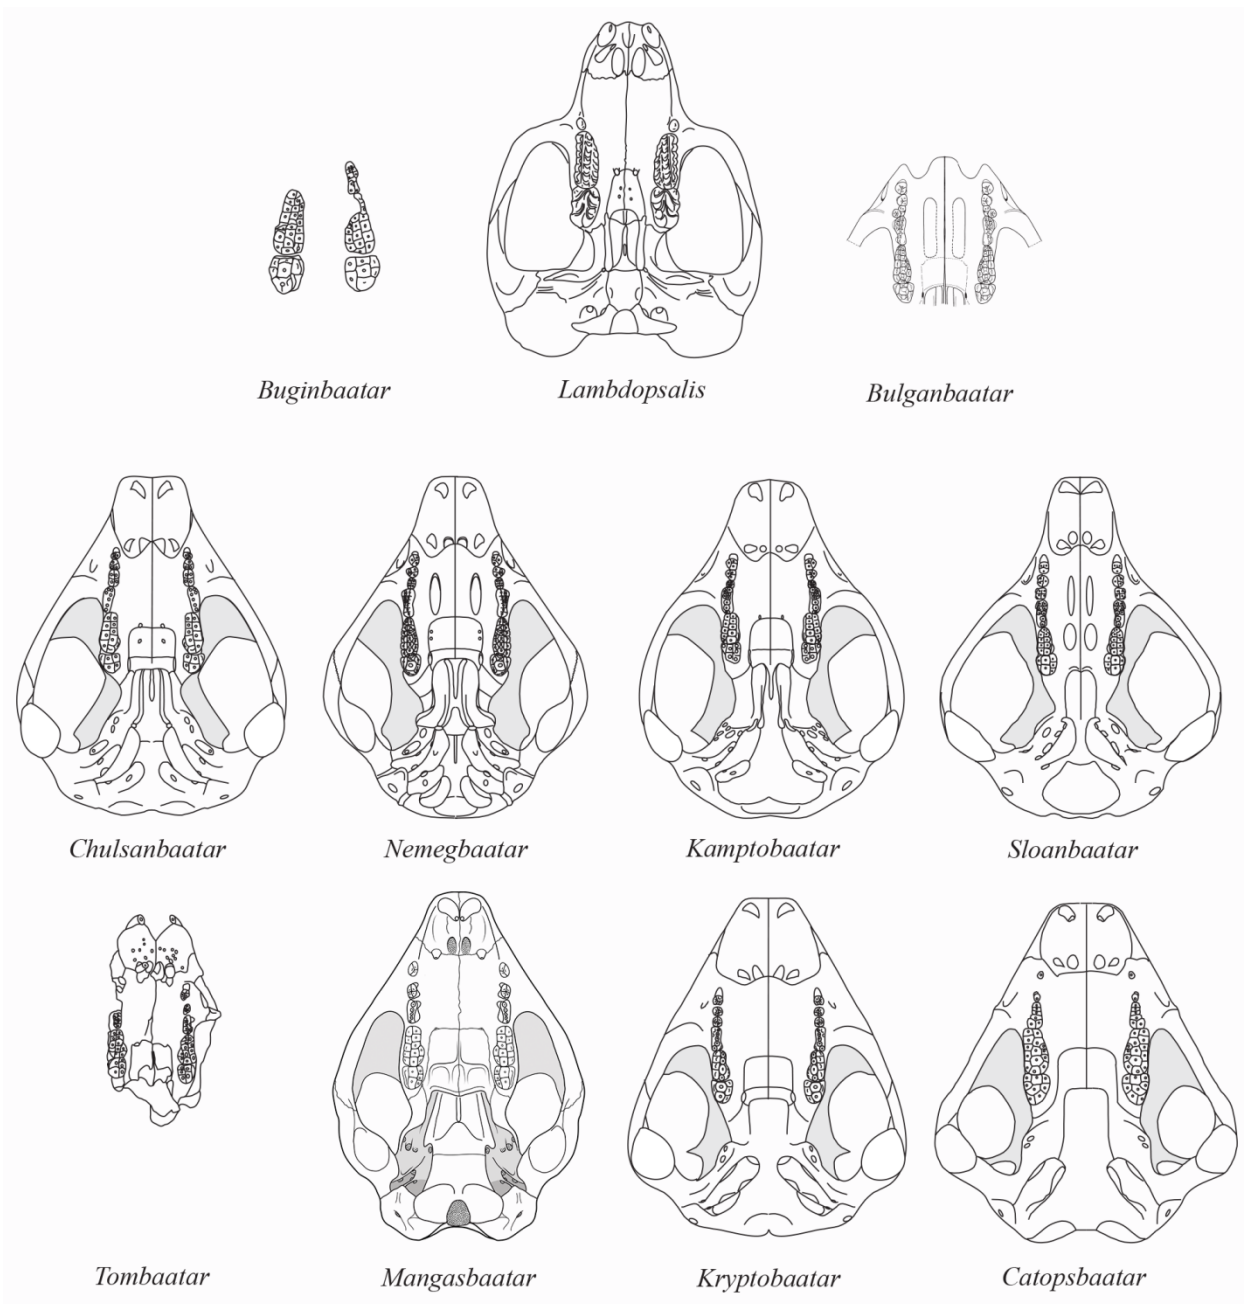 Buginbaatar
Lambdopsalis
Bulganbaatar
Chulsanbaatar
Nemegbaatar
Kamptobaatar
Sloanbaatar
Tombaatar
Mangasbaatar
Kryptobaatar
Catopsbaatar